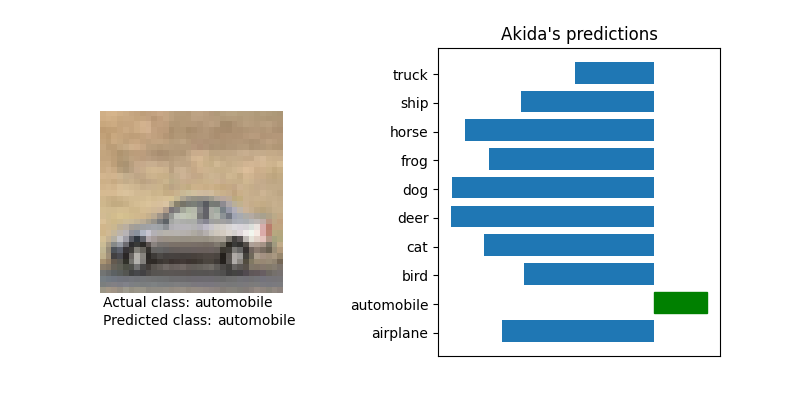 Akida's predictions
truck
ship
horse
frog
dog
deer
cat
bird
automobile
airplane
Actual class: automobile
Predicted class: automobile